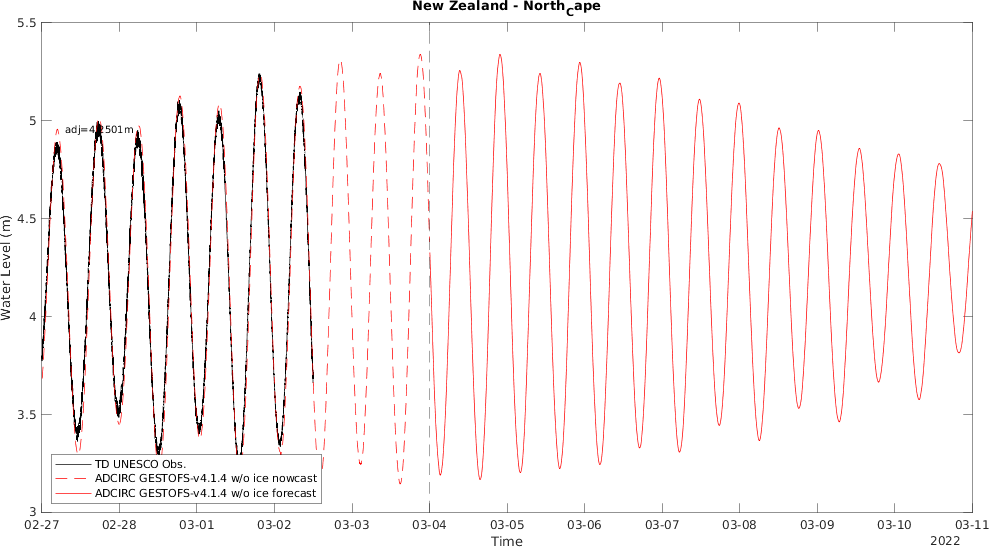 New Zealand - NorthCape
5.5
5
4.5
4
3.5
3
Water Level (m)
adj=4.2501m
TD UNESCO Obs.
ADCIRC GESTOFS-v4.1.4 w/o ice nowcast
ADCIRC GESTOFS-v4.1.4 w/o ice forecast
02-27 02-28 03-01 03-02 03-03 03-04 03-05 03-06 03-07 03-08 03-09 03-10 03-11
Time
2022